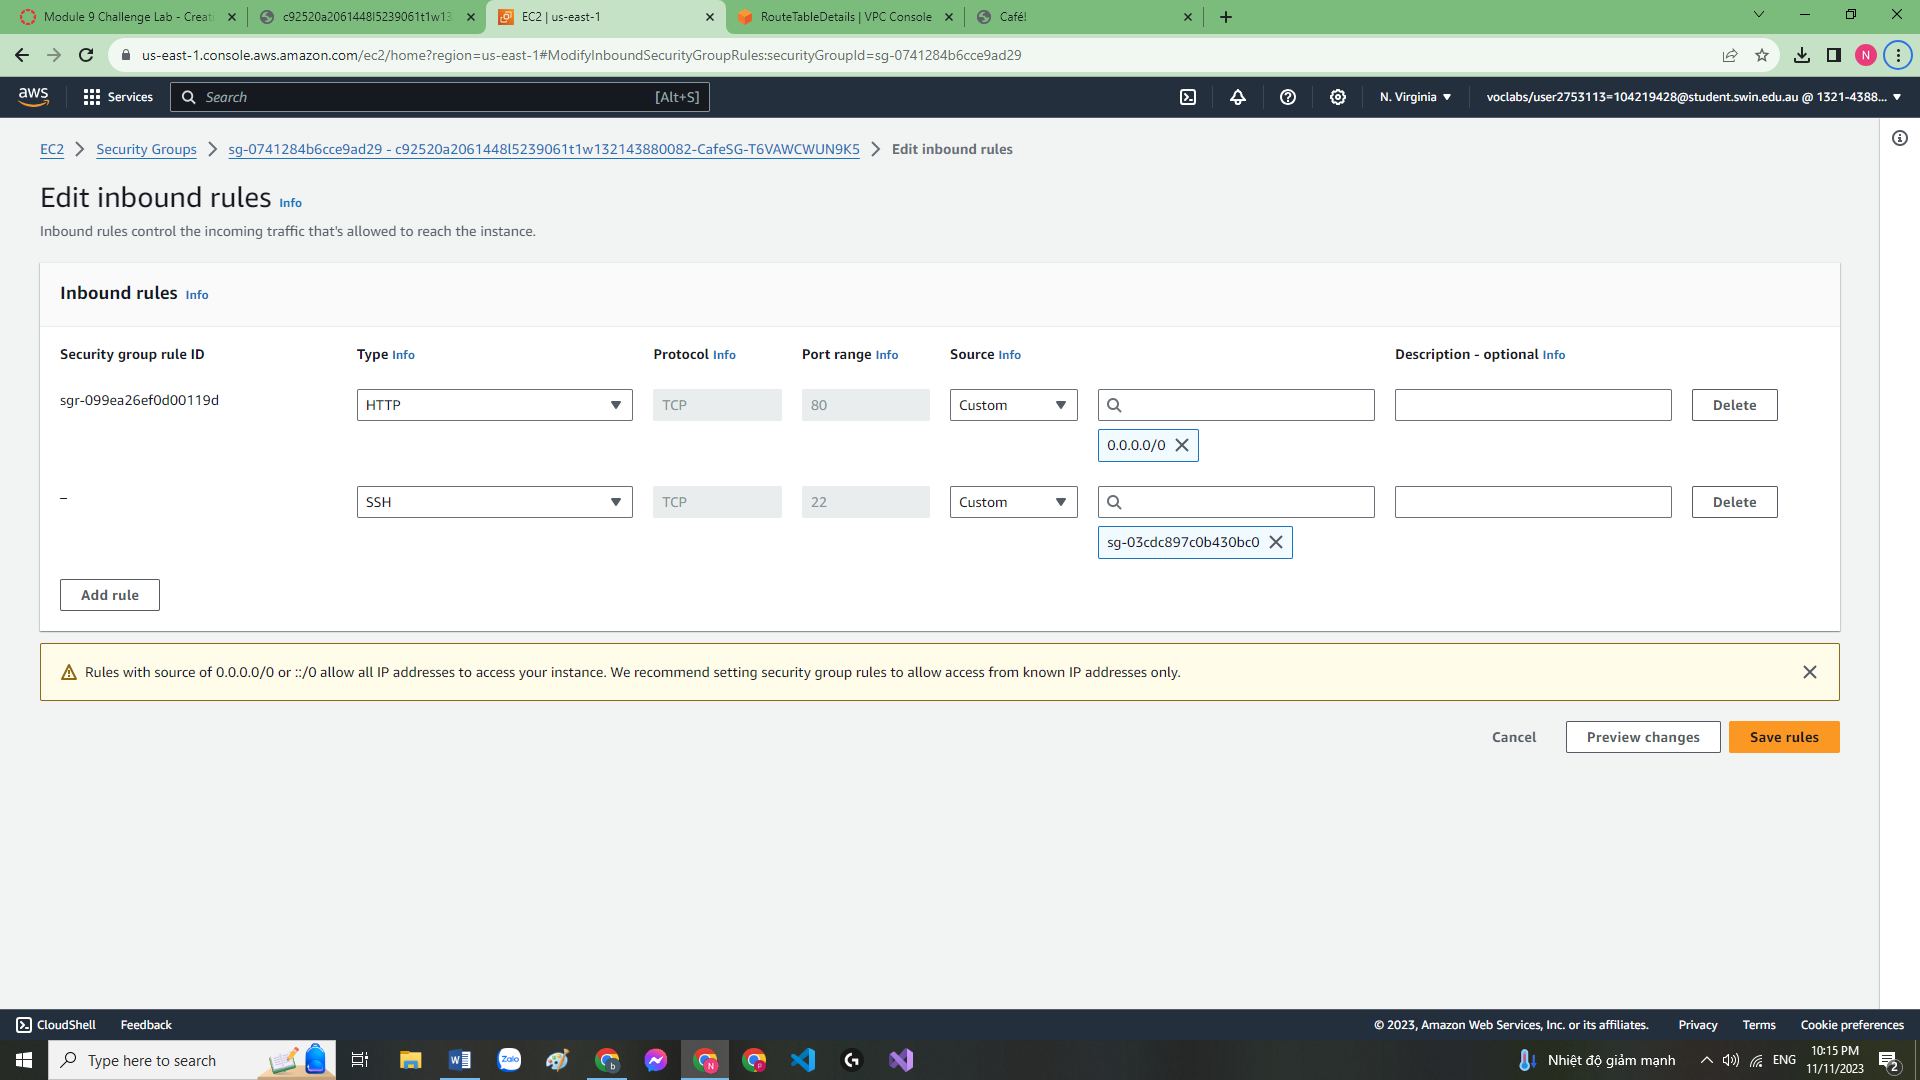 Module 9 Challenge Lab - Creati
c92520a2061448l5239061t1w13
EC2 | us-east-1
RouteTableDetails | VPC Console
Café!
us-east-1.console.aws.amazon.com/ec2/home?region=us-east-1#ModifyInboundSecurityGroupRules:securityGroupId=sg-0741284b6cce9ad29
N
aws
Services
Search
[Alt+S]
N. Virginia
voclabs/user2753113=104219428@student.swin.edu.au @ 1321-4388...
EC2
Security Groups
sg-0741284b6cce9ad29 - c92520a2061448l5239061t1w132143880082-CafeSG-T6VAWCWUN9K5
Edit inbound rules
Edit inbound rules Info
Inbound rules control the incoming traffic that's allowed to reach the instance.
Inbound rules Info
Security group rule ID
Type Info
Protocol Info
Port range Info
Source Info
Description - optional Info
sgr-099ea26ef0d00119d
HTTP
TCP
80
Custom
Delete
0.0.0.0/0
–
SSH
TCP
22
Custom
Delete
sg-03cdc897c0b430bc0
Add rule
Rules with source of 0.0.0.0/0 or ::/0 allow all IP addresses to access your instance. We recommend setting security group rules to allow access from known IP addresses only.
Cancel
Preview changes
Save rules
CloudShell
Feedback
© 2023, Amazon Web Services, Inc. or its affiliates.
Privacy
Terms
Cookie preferences
Type here to search
Zalo
b
N
P
Nhiệt độ giảm mạnh
ENG
10:15 PM
11/11/2023
2